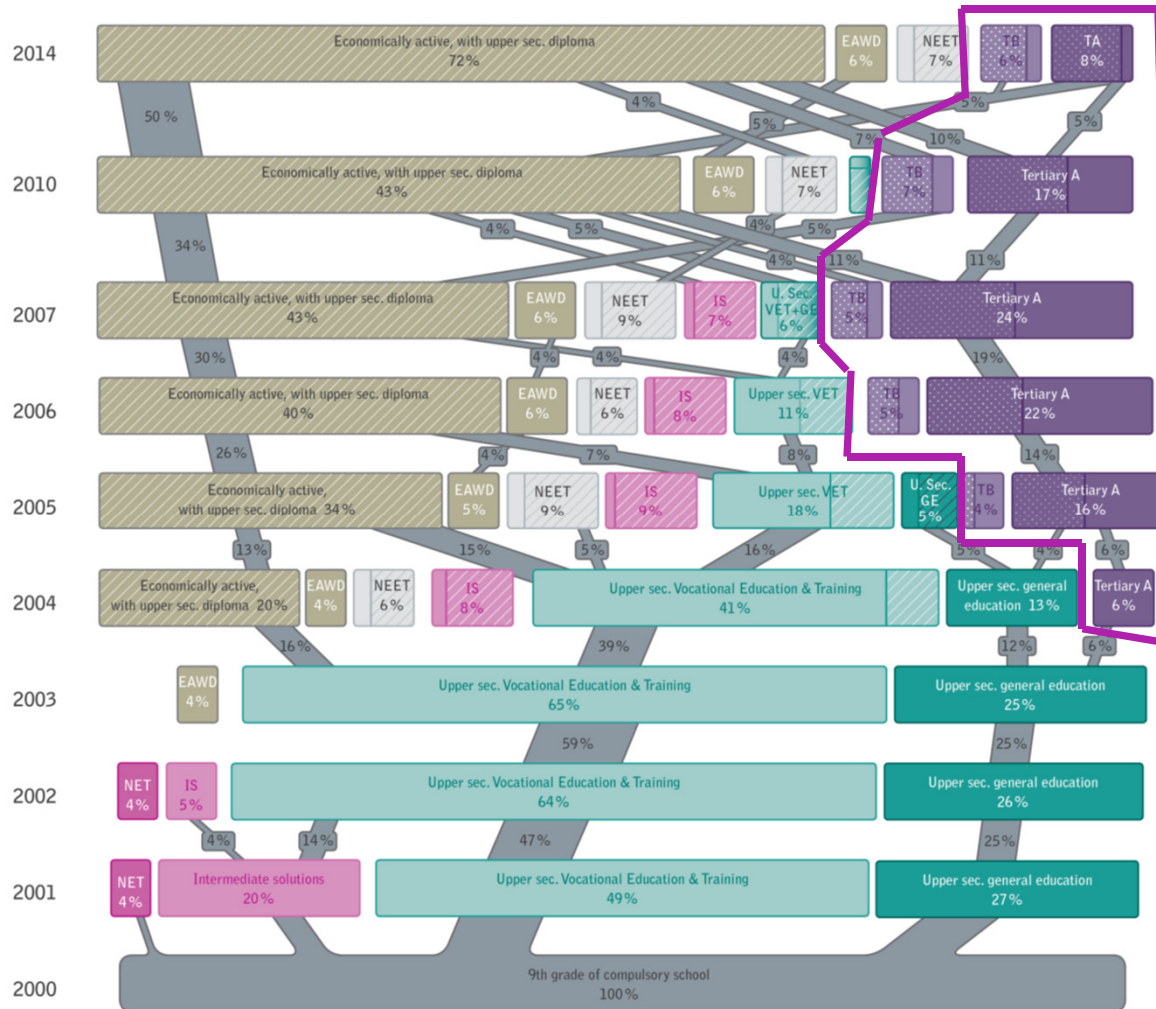 2014
Economically active, with upper sec. diploma
72%
EAWD
6%
NEET
7%
TB
6%
TA
8%
50%
4%
5%
5%
7%
10%
5%
2010
Economically active, with upper sec. diploma
43%
EAWD
6%
NEET
7%
TB
7%
Tertiary A
17%
34%
4%
5%
4%
5%
4%
11%
11%
2007
Economically active, with upper sec. diploma
43%
EAWD
6%
NEET
9%
IS
7%
U. Sec.
VET+GE
6%
TB
5%
Tertiary A
24%
30%
4%
4%
4%
19%
2006
Economically active, with upper sec. diploma
40%
EAWD
6%
NEET
6%
IS
8%
Upper sec. VET
11%
TB
5%
Tertiary A
22%
26%
4%
7%
8%
14%
2005
Economically active,
with upper sec. diploma 34%
EAWD
5%
NEET
9%
IS
9%
Upper sec. VET
18%
U. Sec.
GE
5%
TB
4%
Tertiary A
16%
13%
15%
5%
16%
5%
4%
6%
2004
Economically active,
with upper sec. diploma 20%
EAWD
4%
NEET
6%
IS
8%
Upper sec. Vocational Education & Training
41%
Upper sec. general
education 13%
Tertiary A
6%
16%
39%
12%
6%
2003
EAWD
4%
Upper sec. Vocational Education & Training
65%
Upper sec. general education
25%
59%
25%
2002
NET
4%
IS
5%
Upper sec. Vocational Education & Training
64%
Upper sec. general education
26%
4%
14%
47%
25%
2001
NET
4%
Intermediate solutions
20%
Upper sec. Vocational Education & Training
49%
Upper sec. general education
27%
2000
9th grade of compulsory school
100%